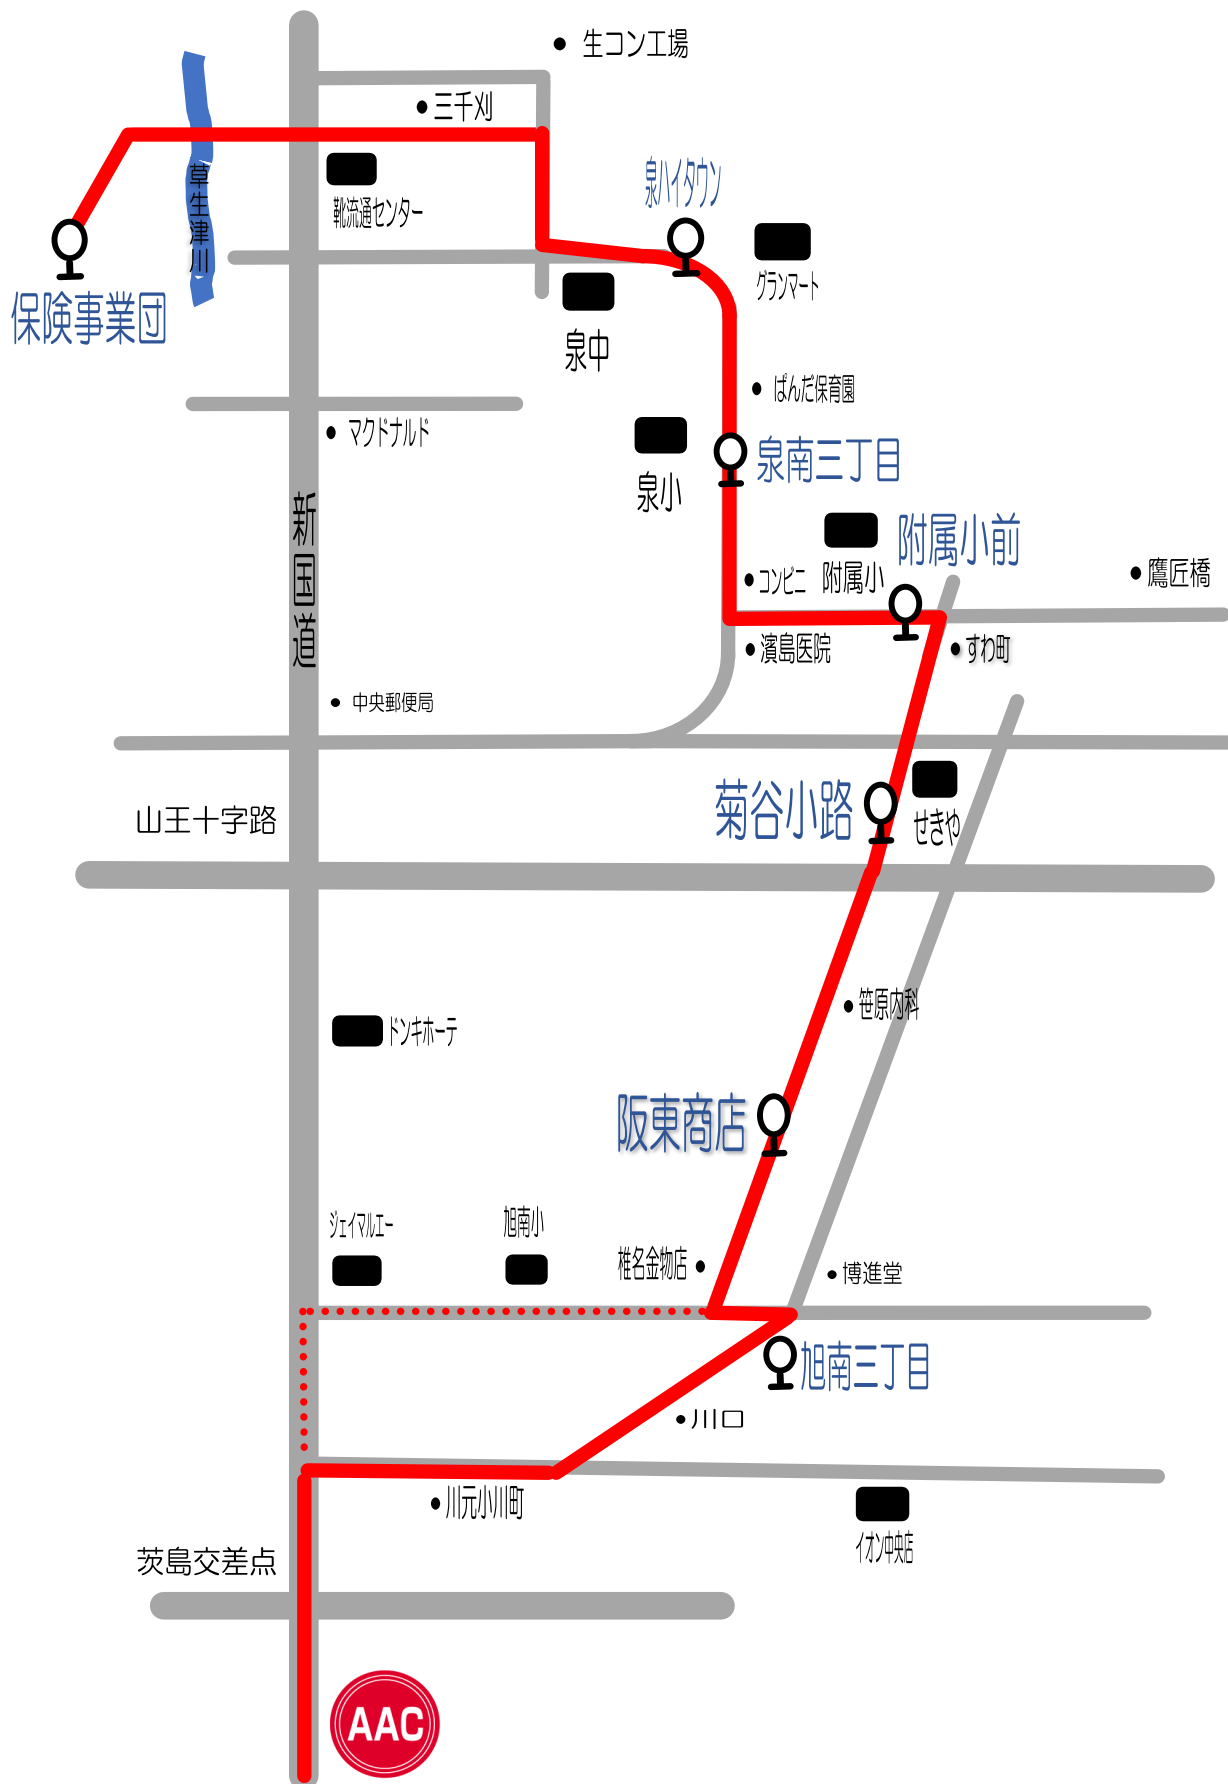 生コン工場
三千刈
草生津川
靴流通センター
泉ハイタウン
グランマート
保険事業団
泉中
ぱんだ保育園
マクドナルド
泉南三丁目
泉小
新国道
附属小前
コンビニ
附属小
鷹匠橋
濱島医院
すわ町
中央郵便局
菊谷小路
せきや
山王十字路
笹原内科
ドンキホーテ
阪東商店
ジェイマルエー
旭南小
椎名金物店
博進堂
旭南三丁目
川口
川元小川町
イオン中央店
茨島交差点
AAC